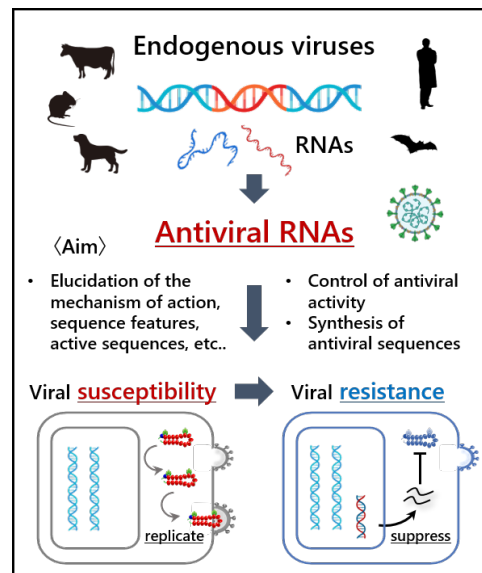 Endogenous viruses
RNAs
Antiviral RNAs
〈Aim〉
• Elucidation of the
mechanism of action,
sequence features,
active sequences, etc..
• Control of antiviral
activity
• Synthesis of
antiviral sequences
Viral susceptibility
Viral resistance
replicate
suppress